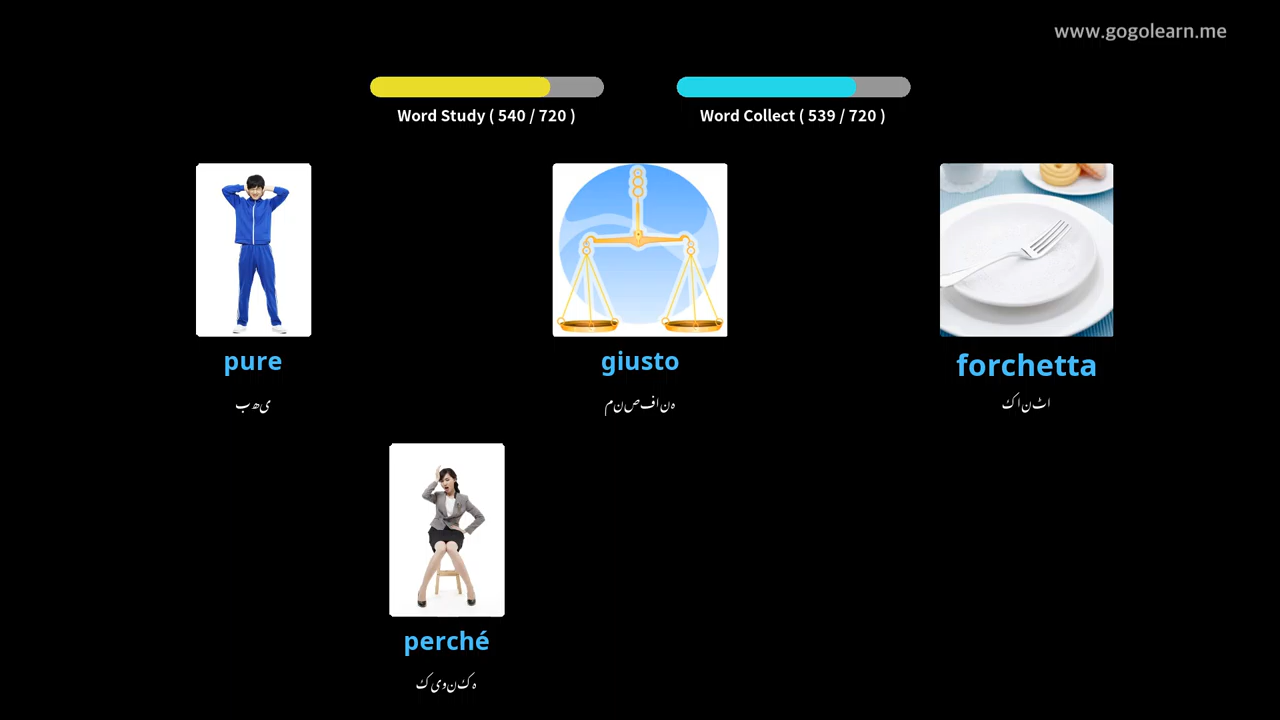 www.gogolearn.me
Word Study ( 540 / 720 )
Word Collect ( 539 / 720 )
pure
بھی
giusto
منصفانہ
forchetta
کانٹا
perché
کیونکہ